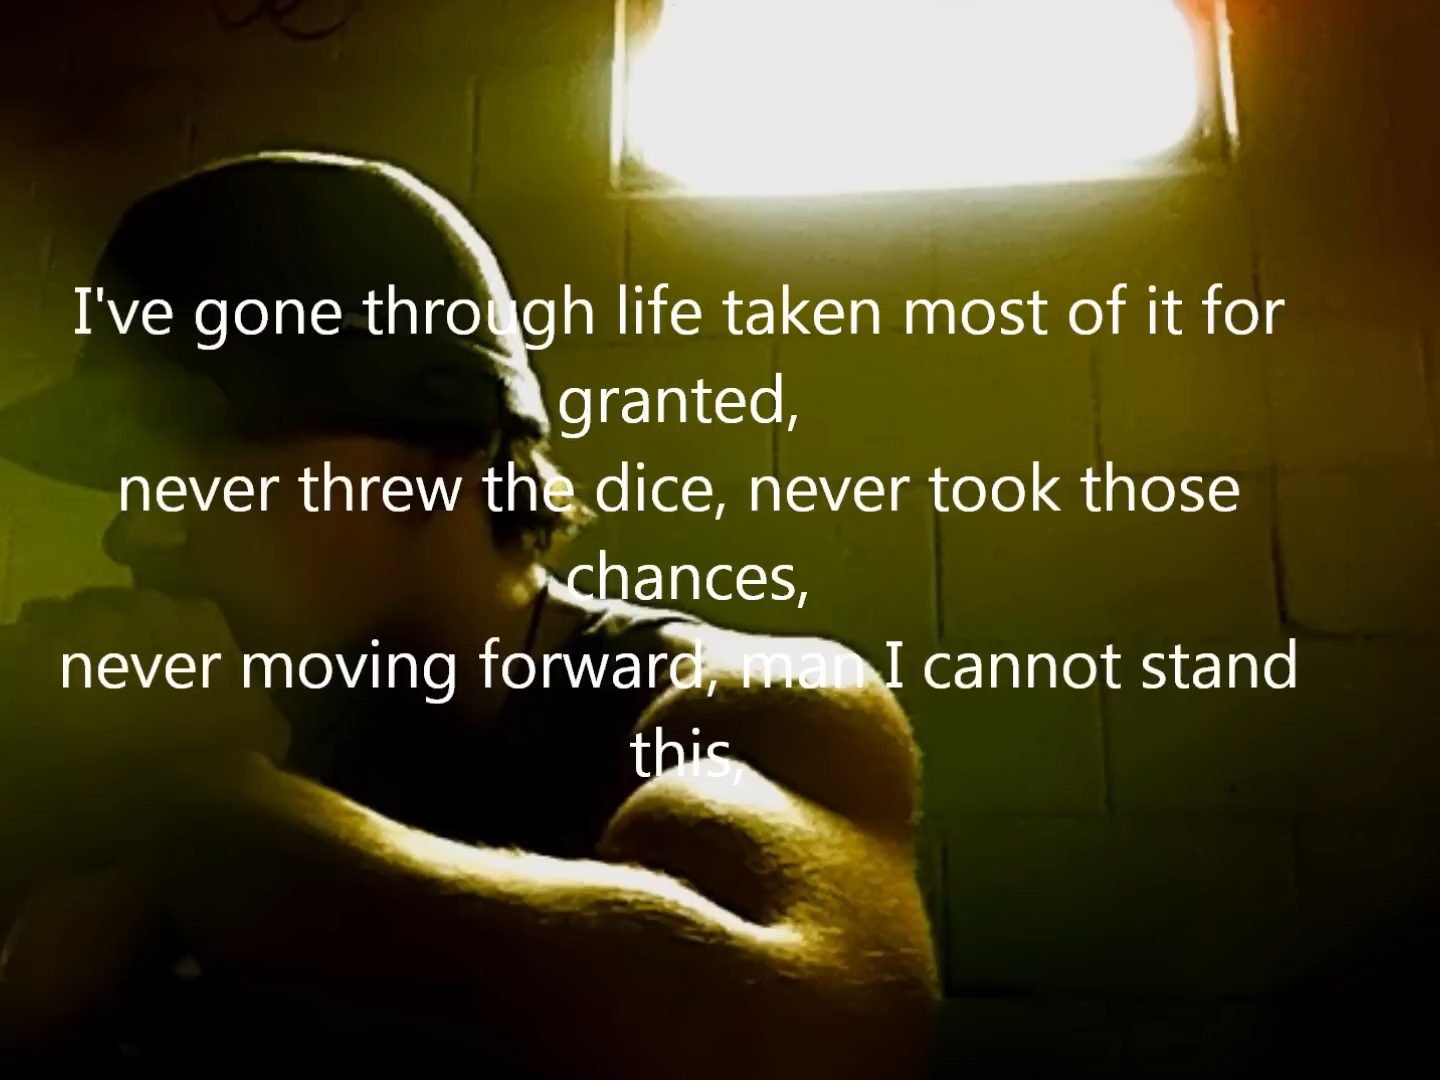 I've gone through life taken most of it for
granted,
never threw the dice, never took those
chances,
never moving forward, man I cannot stand
this,